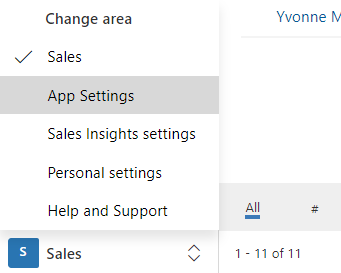 Change area
Yvonne M
Sales
App Settings
Sales Insights settings
Personal settings
Help and Support
All #
S Sales
1 - 11 of 11